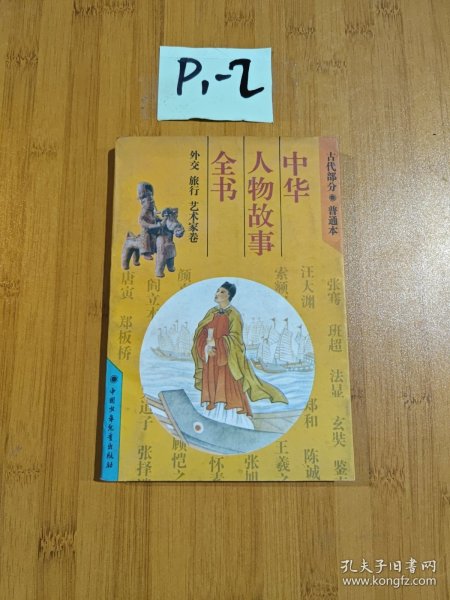 P1-2
中华
人物故事
全书
外交 旅行 艺术家卷
古代部分 普通本
张骞 班超 法显 玄奘 鉴
汪大渊
郑和 陈诚
索额
王羲之
张旭
颜
怀素
顾恺之
阎立本
道子 张择
唐寅 郑板桥
中国少年儿童出版社
孔夫子旧书网
www.kongfz.com